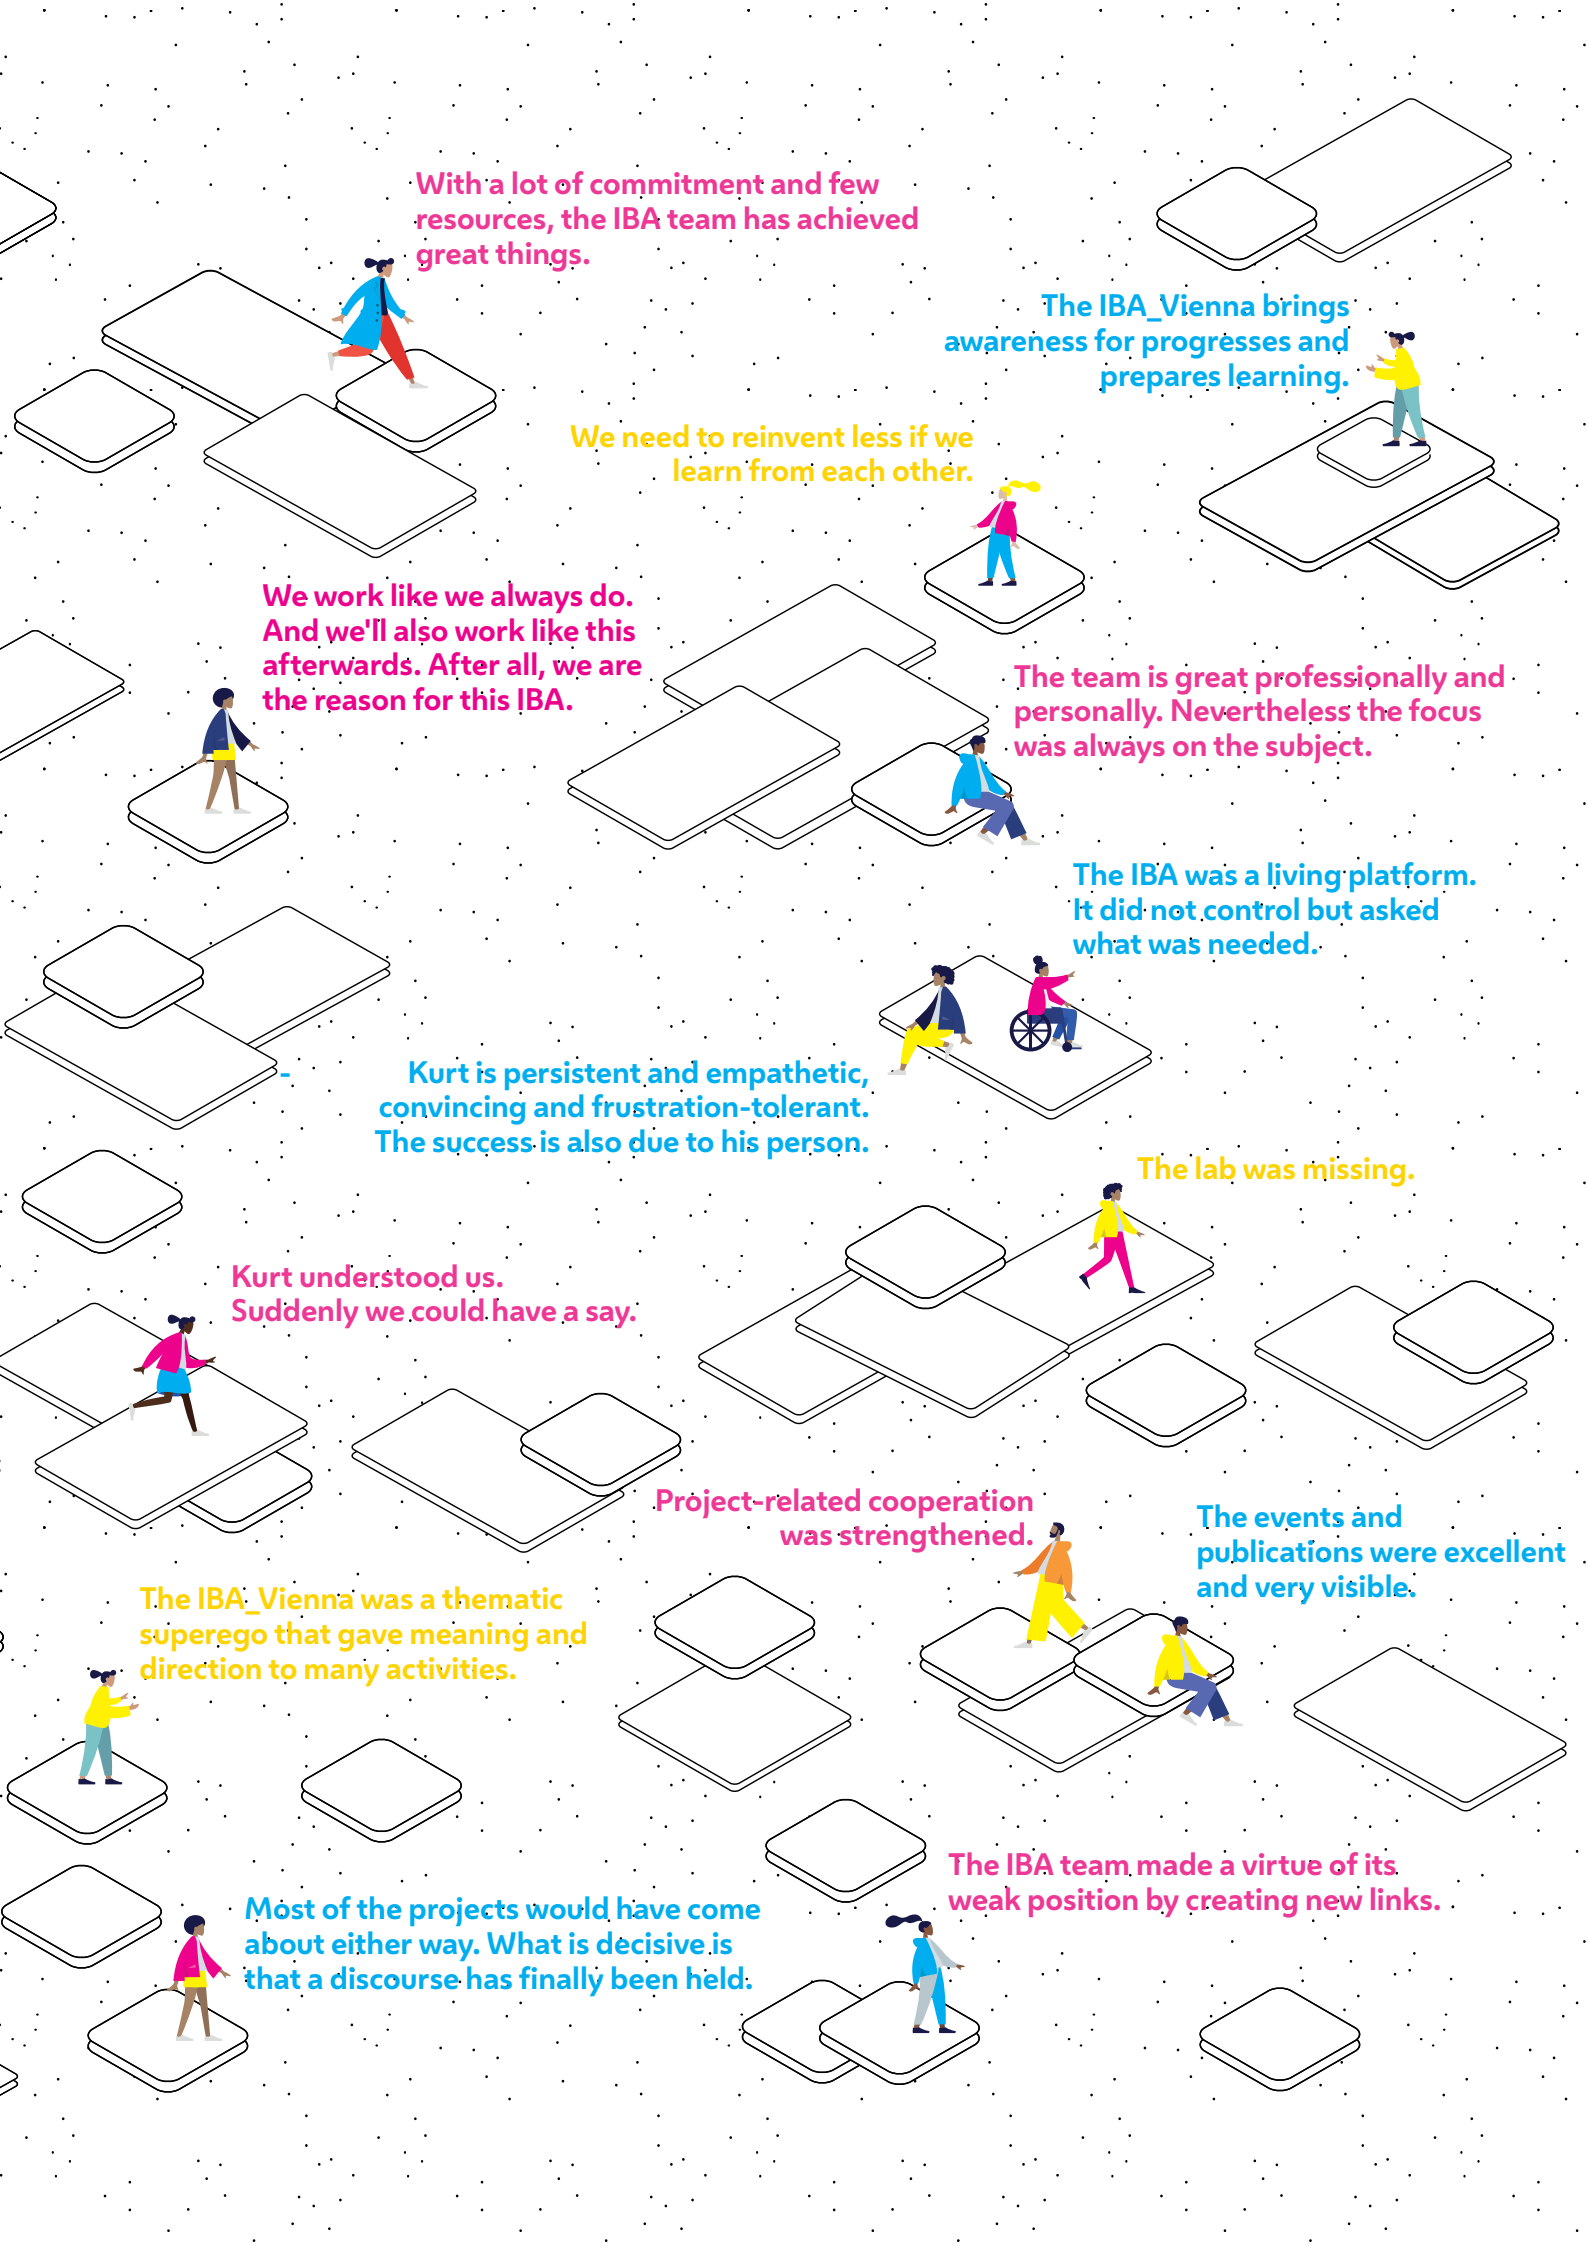 With a lot of commitment and few
resources, the IBA team has achieved
great things.
The IBA_Vienna brings
awareness for progresses and
prepares learning.
We need to reinvent less if we
learn from each other.
We work like we always do.
And we'll also work like this
afterwards. After all, we are
the reason for this IBA.
The team is great professionally and
personally. Nevertheless the focus
was always on the subject.
The IBA was a living platform.
It did not control but asked
what was needed.
-
Kurt is persistent and empathetic,
convincing and frustration-tolerant.
The success is also due to his person.
The lab was missing.
Kurt understood us.
Suddenly we could have a say.
Project-related cooperation
was strengthened.
The events and
publications were excellent
and very visible.
The IBA_Vienna was a thematic
superego that gave meaning and
direction to many activities.
The IBA team made a virtue of its
weak position by creating new links.
Most of the projects would have come
about either way. What is decisive is
that a discourse has finally been held.